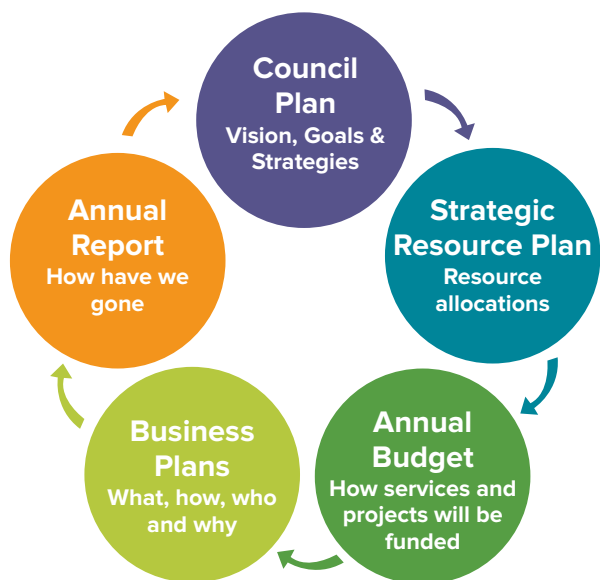 Council
Plan
Vision, Goals &
Strategies
Strategic
Resource Plan
Resource
allocations
Annual
Budget
How services and
projects will be
funded
Business
Plans
What, how, who
and why
Annual
Report
How have we
gone